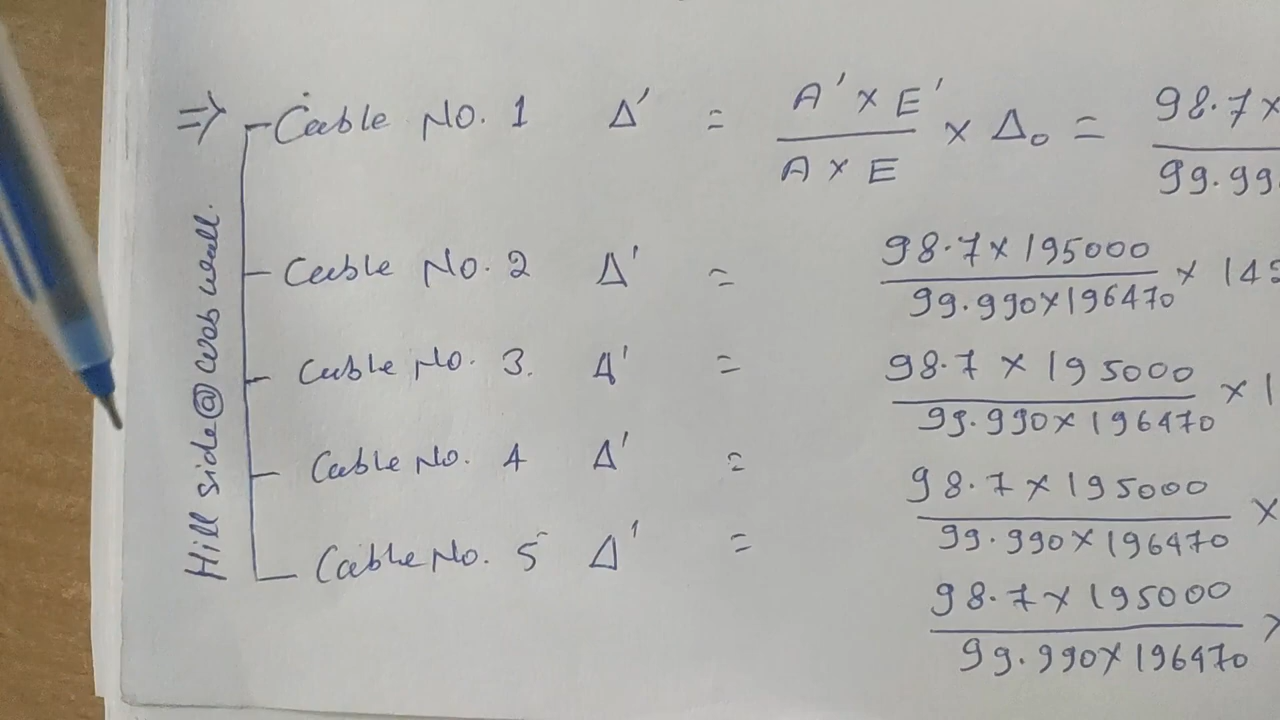 ⇒ Cable No. 1 Δ' = A' × E' / A × E × Δ₀ = 98.7 × / 99.99
Cable No. 2 Δ' = 98.7 × 195000 / 99.990 × 196470 × 14
Cable No. 3. Δ' = 98.7 × 195000 / 99.990 × 196470 × 1
Cable No. 4 Δ' = 98.7 × 195000 / 99.990 × 196470 ×
Cable No. 5 Δ' = 98.7 × 195000 / 99.990 × 196470 ×
Hill side@ web wall.